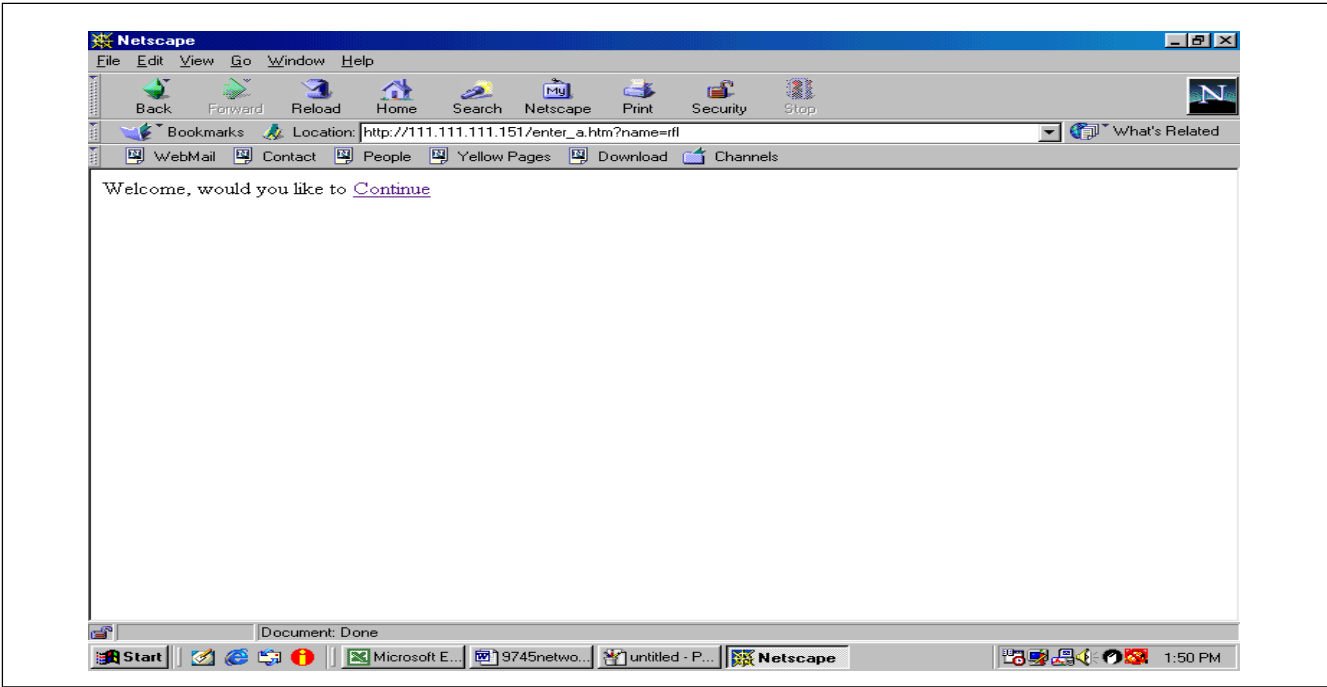 Netscape
File Edit View Go Window Help
Back Forward Reload Home Search Netscape Print Security Stop
My
N
Bookmarks Location: http://111.111.111.151/enter_a.htm?name=rfl What's Related
WebMail Contact People Yellow Pages Download Channels
Welcome, would you like to Continue
Document: Done
Start Microsoft E... 9745netwo... untitled - P... Netscape 1:50 PM